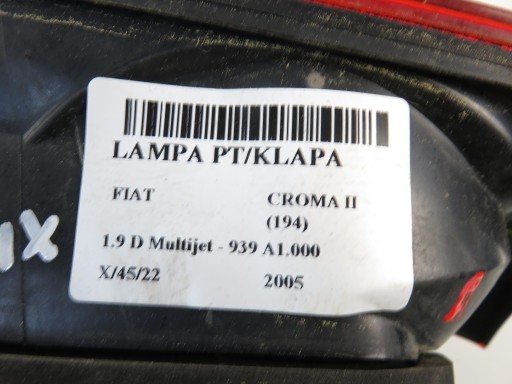 LAMPA PT/KLAPA
FIAT CROMA II
(194)
1.9 D Multijet - 939 A1.000
X/45/22 2005